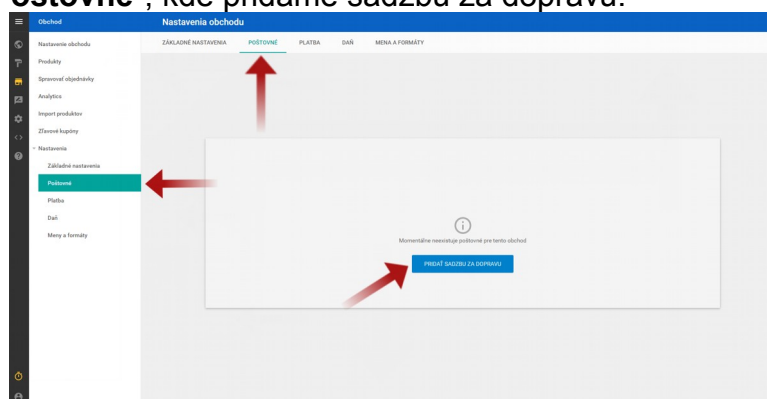 oštovné", kde pridáme sadzbu za dopravu.
Obchod
Nastavenia obchodu
Nastavenie obchodu
Produkty
Spravovať objednávky
Analytics
Import produktov
Zľavové kupóny
Nastavenia
Základné nastavenia
Poštovné
Platba
Daň
Meny a formáty
ZÁKLADNÉ NASTAVENIA POŠTOVNÉ PLATBA DAŇ MENA A FORMÁTY
Momentálne neexistuje poštovné pre tento obchod
PRIDAŤ SADZBU ZA DOPRAVU